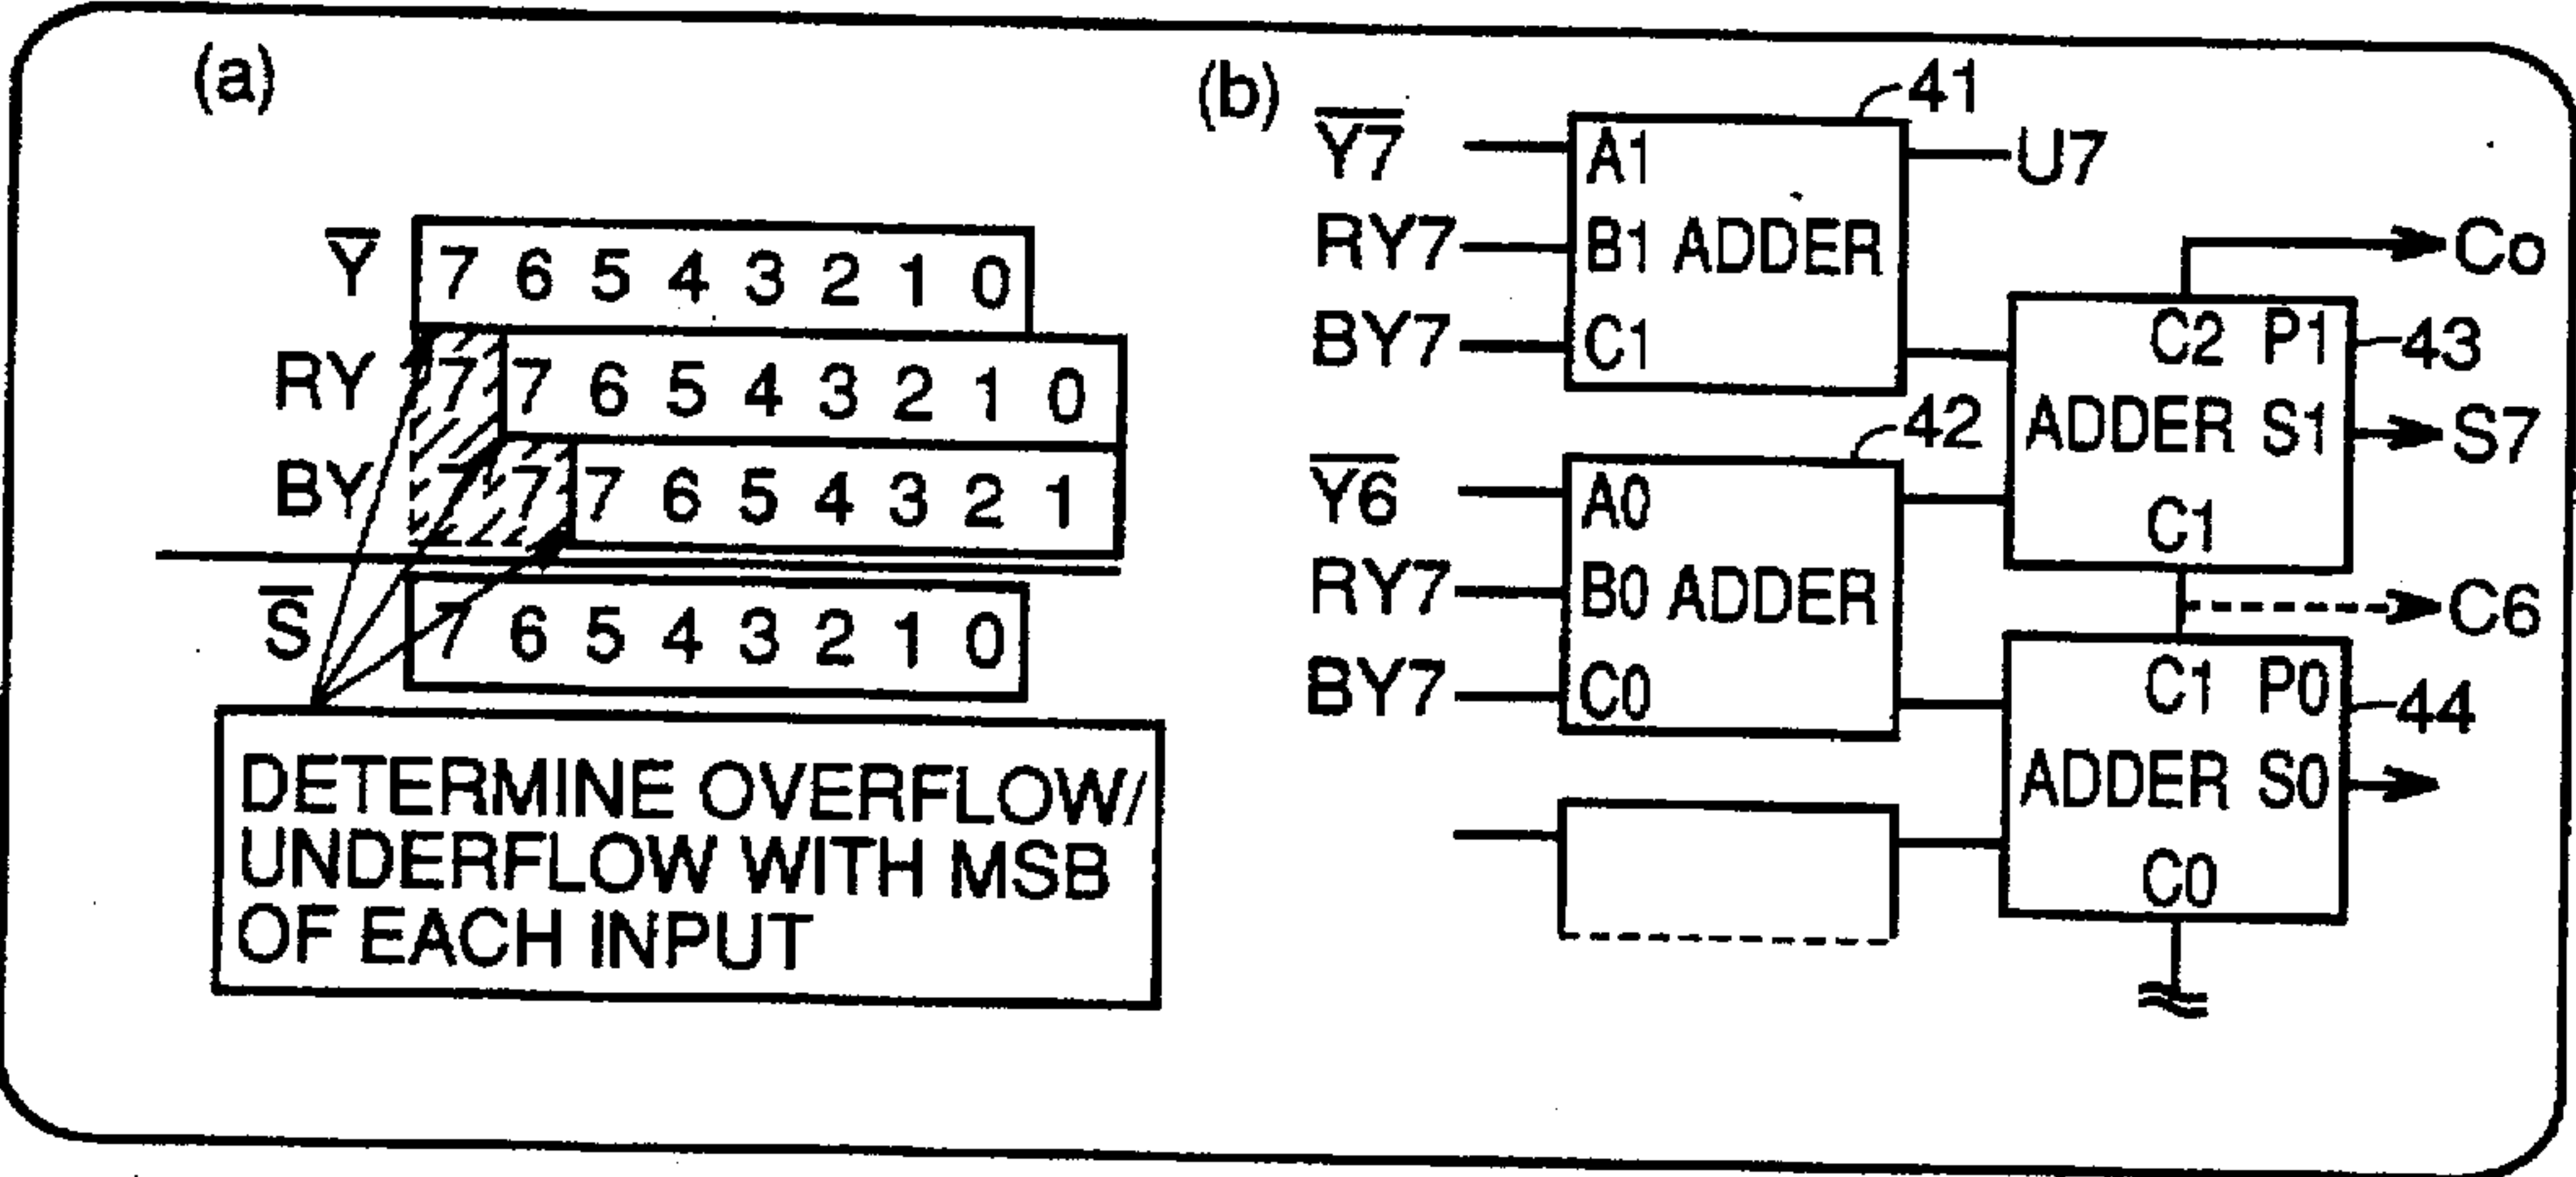 (a)
Y̅ 7 6 5 4 3 2 1 0
RY 7 7 6 5 4 3 2 1 0
BY 7 7 7 6 5 4 3 2 1
S̅ 7 6 5 4 3 2 1 0
DETERMINE OVERFLOW/
UNDERFLOW WITH MSB
OF EACH INPUT
(b)
41
Y̅7̅ A1 U7
RY7 B1 ADDER
BY7 C1
Co
C2 P1 43
ADDER S1 S7
C1
42
Y̅6̅ A0
RY7 B0 ADDER
BY7 C0
C6
C1 P0 44
ADDER S0
C0